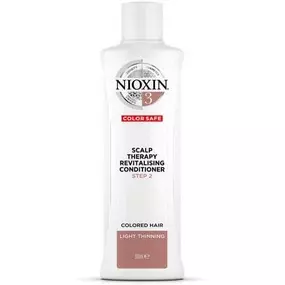 NIOXIN
3
COLOR SAFE
SCALP
THERAPY
REVITALISING
CONDITIONER
STEP 2
COLORED HAIR
LIGHT THINNING